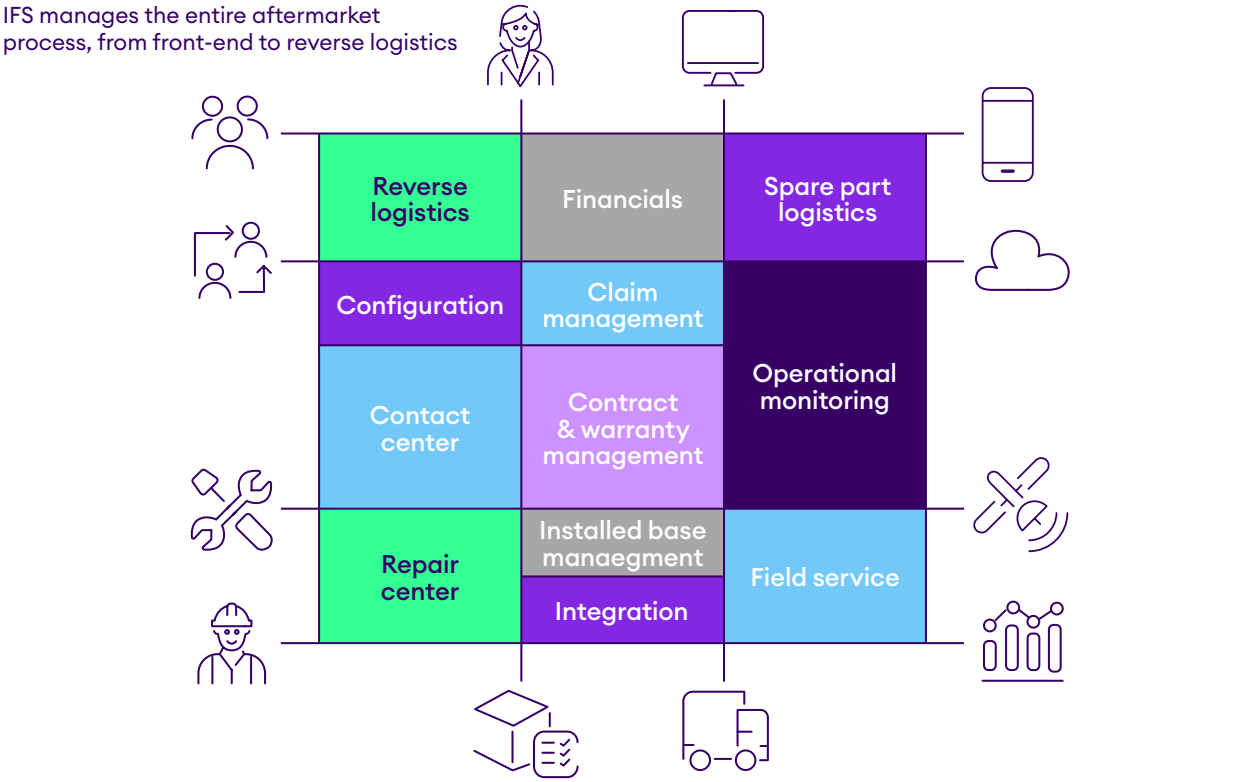 IFS manages the entire aftermarket
process, from front-end to reverse logistics
Reverse
logistics
Financials
Spare part
logistics
Configuration
Claim
management
Operational
monitoring
Contact
center
Contract
& warranty
management
Repair
center
Installed base
manaegment
Field service
Integration